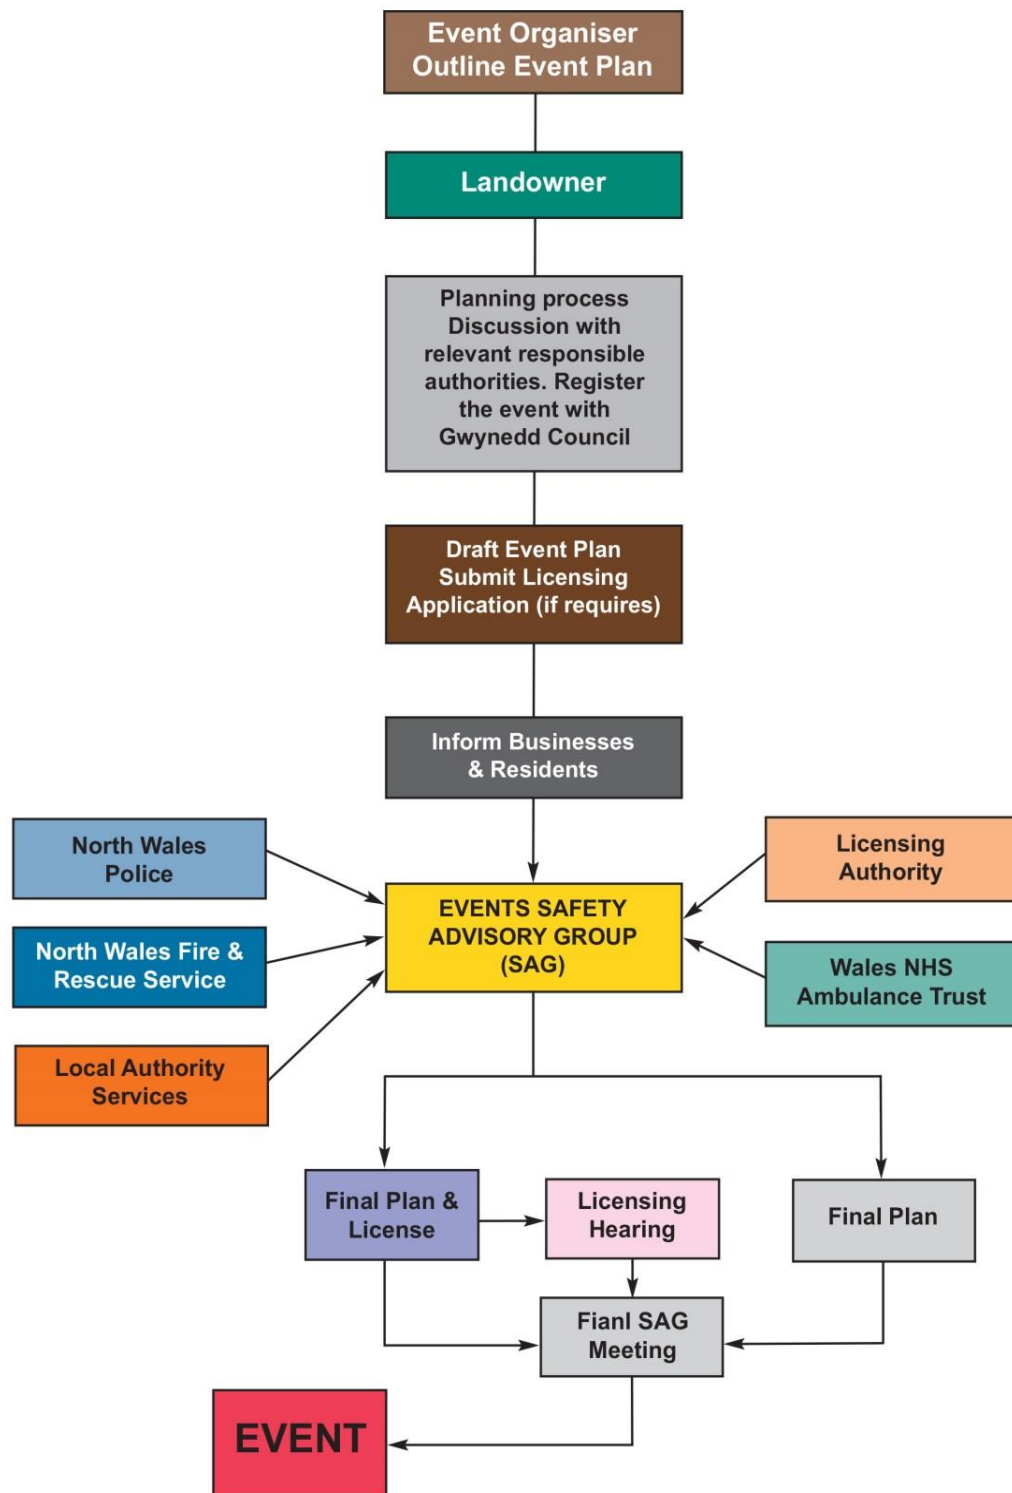 Event Organiser
Outline Event Plan
Landowner
Planning process
Discussion with
relevant responsible
authorities. Register
the event with
Gwynedd Council
Draft Event Plan
Submit Licensing
Application (if requires)
Inform Businesses
& Residents
North Wales
Police
Licensing
Authority
EVENTS SAFETY
ADVISORY GROUP
(SAG)
North Wales Fire &
Rescue Service
Wales NHS
Ambulance Trust
Local Authority
Services
Final Plan &
License
Licensing
Hearing
Final Plan
Fianl SAG
Meeting
EVENT